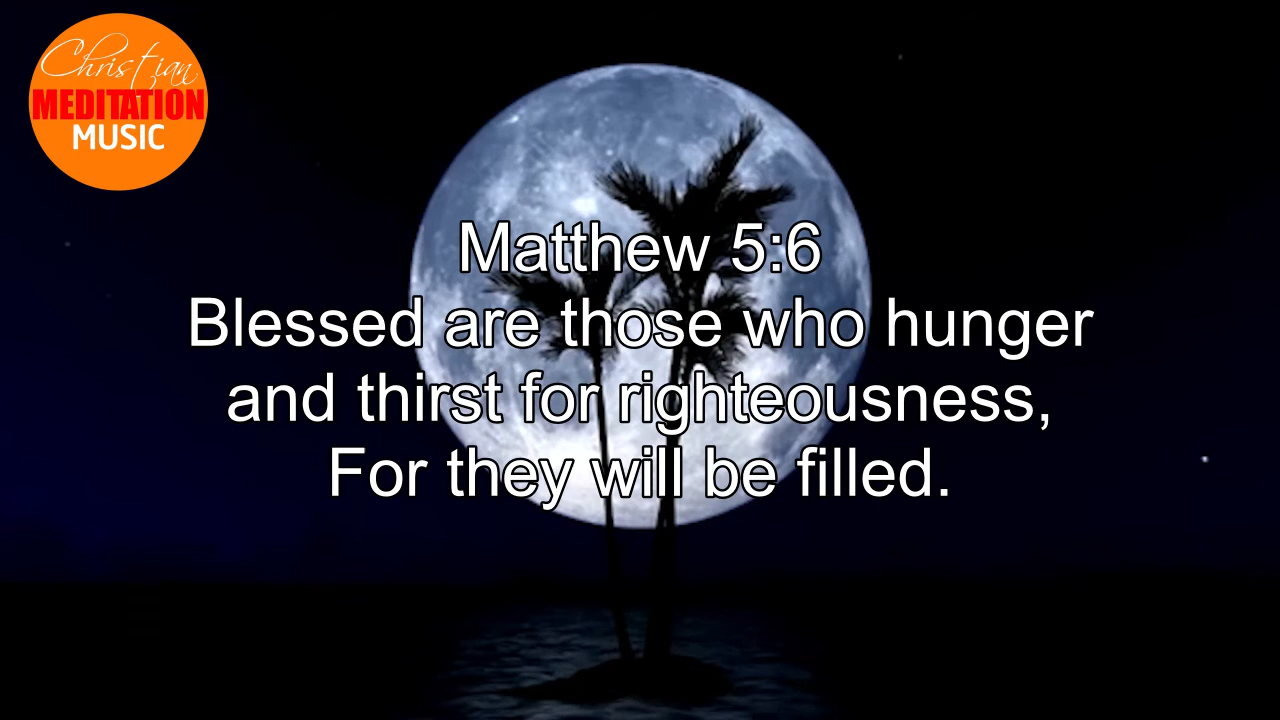 Christian
MEDITATION
MUSIC
Matthew 5:6
Blessed are those who hunger
and thirst for righteousness,
For they will be filled.